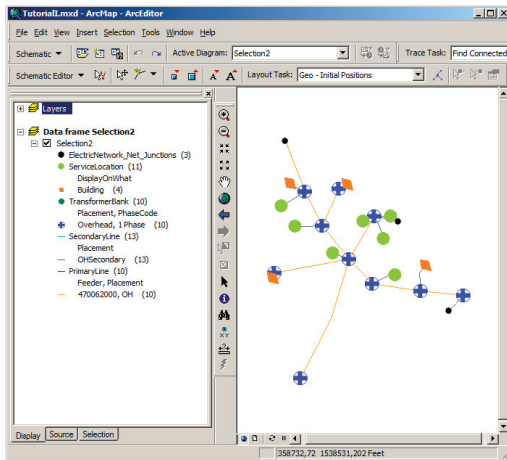 TutorialI.mxd - ArcMap - ArcEditor
File Edit View Insert Selection Tools Window Help
Schematic Active Diagram: Selection2 Trace Task: Find Connected
Schematic Editor Layout Task: Geo - Initial Positions
Layers
Data frame Selection2
Selection2
ElectricNetwork_Net_Junctions (3)
ServiceLocation (11)
DisplayOnWhat
Building (4)
TransformerBank (10)
Placement, PhaseCode
Overhead, 1 Phase (10)
SecondaryLine (13)
Placement
OHSecondary (13)
PrimaryLine (10)
Feeder, Placement
470062000, OH (10)
XY
Display Source Selection
358732,72 1538531,202 Feet